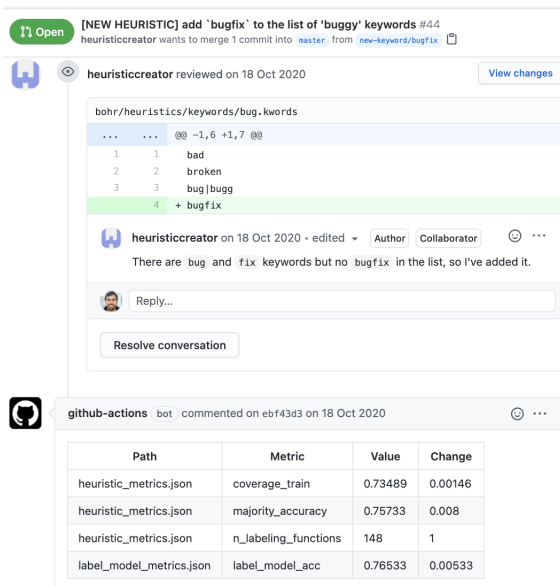 Open
[NEW HEURISTIC] add `bugfix` to the list of 'buggy' keywords #44
heuristiccreator wants to merge 1 commit into master from new-keyword/bugfix
heuristiccreator reviewed on 18 Oct 2020
View changes
bohr/heuristics/keywords/bug.kwords
... ... @@ -1,6 +1,7 @@
1 1 bad
2 2 broken
3 3 bug|bugg
4 + bugfix
heuristiccreator on 18 Oct 2020 • edited Author Collaborator ...
There are bug and fix keywords but no bugfix in the list, so I've added it.
Reply...
Resolve conversation
github-actions bot commented on ebf43d3 on 18 Oct 2020 ...
Path Metric Value Change
heuristic_metrics.json coverage_train 0.73489 0.00146
heuristic_metrics.json majority_accuracy 0.75733 0.008
heuristic_metrics.json n_labeling_functions 148 1
label_model_metrics.json label_model_acc 0.76533 0.00533